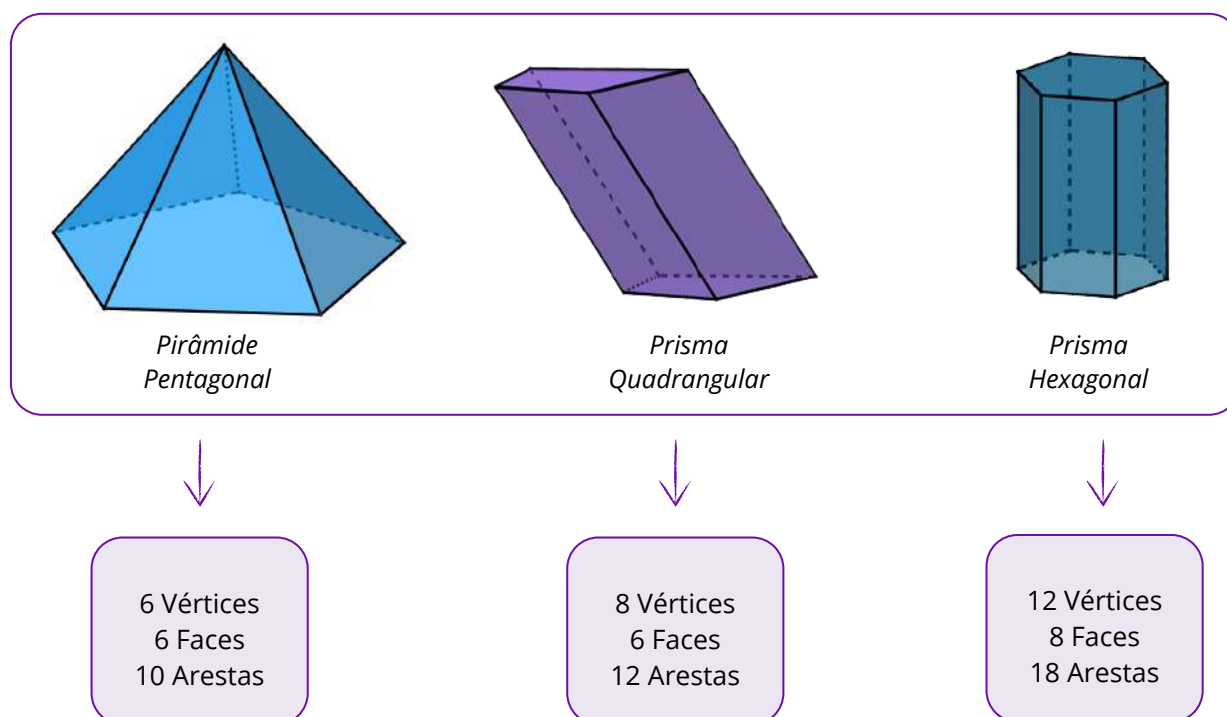 Pirâmide
Pentagonal
Prisma
Quadrangular
Prisma
Hexagonal
6 Vértices
6 Faces
10 Arestas
8 Vértices
6 Faces
12 Arestas
12 Vértices
8 Faces
18 Arestas